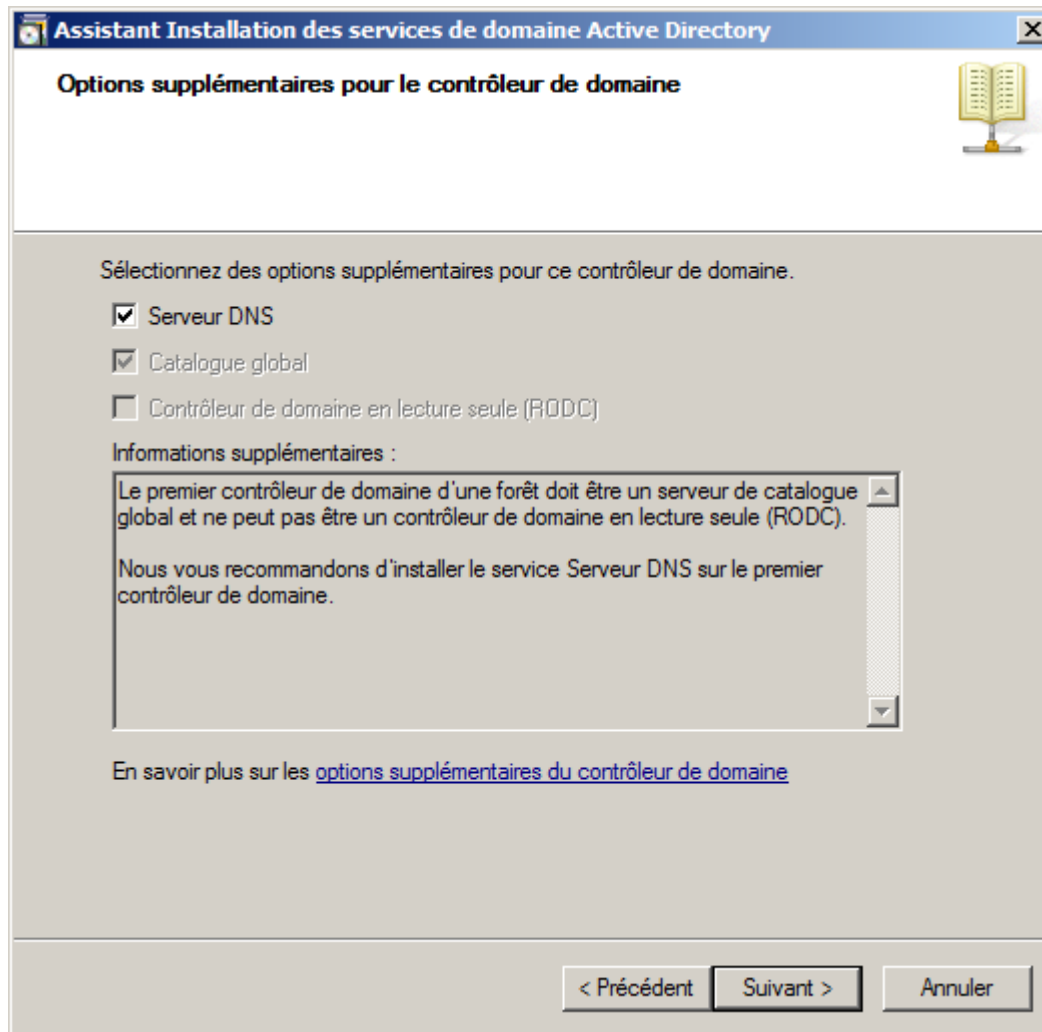 Assistant Installation des services de domaine Active Directory
Options supplémentaires pour le contrôleur de domaine
Sélectionnez des options supplémentaires pour ce contrôleur de domaine.
Serveur DNS
Catalogue global
Contrôleur de domaine en lecture seule (RODC)
Informations supplémentaires :
Le premier contrôleur de domaine d'une forêt doit être un serveur de catalogue
global et ne peut pas être un contrôleur de domaine en lecture seule (RODC).
Nous vous recommandons d'installer le service Serveur DNS sur le premier
contrôleur de domaine.
En savoir plus sur les options supplémentaires du contrôleur de domaine
< Précédent Suivant > Annuler